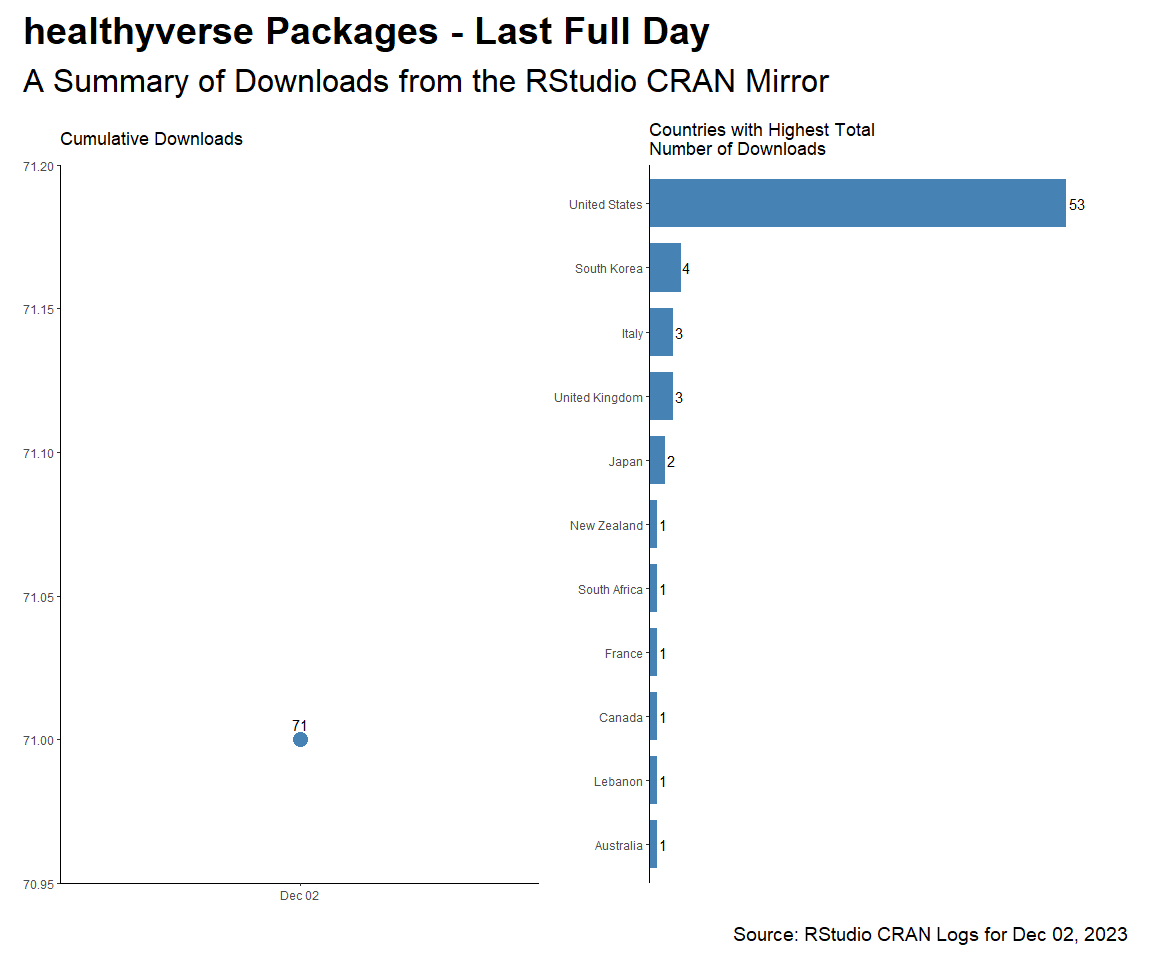 healthyverse Packages - Last Full Day
A Summary of Downloads from the RStudio CRAN Mirror
Cumulative Downloads
71.20
71.15
71.10
71.05
71.00
70.95
71
Dec 02
Countries with Highest Total
Number of Downloads
United States 53
South Korea 4
Italy 3
United Kingdom 3
Japan 2
New Zealand 1
South Africa 1
France 1
Canada 1
Lebanon 1
Australia 1
Source: RStudio CRAN Logs for Dec 02, 2023